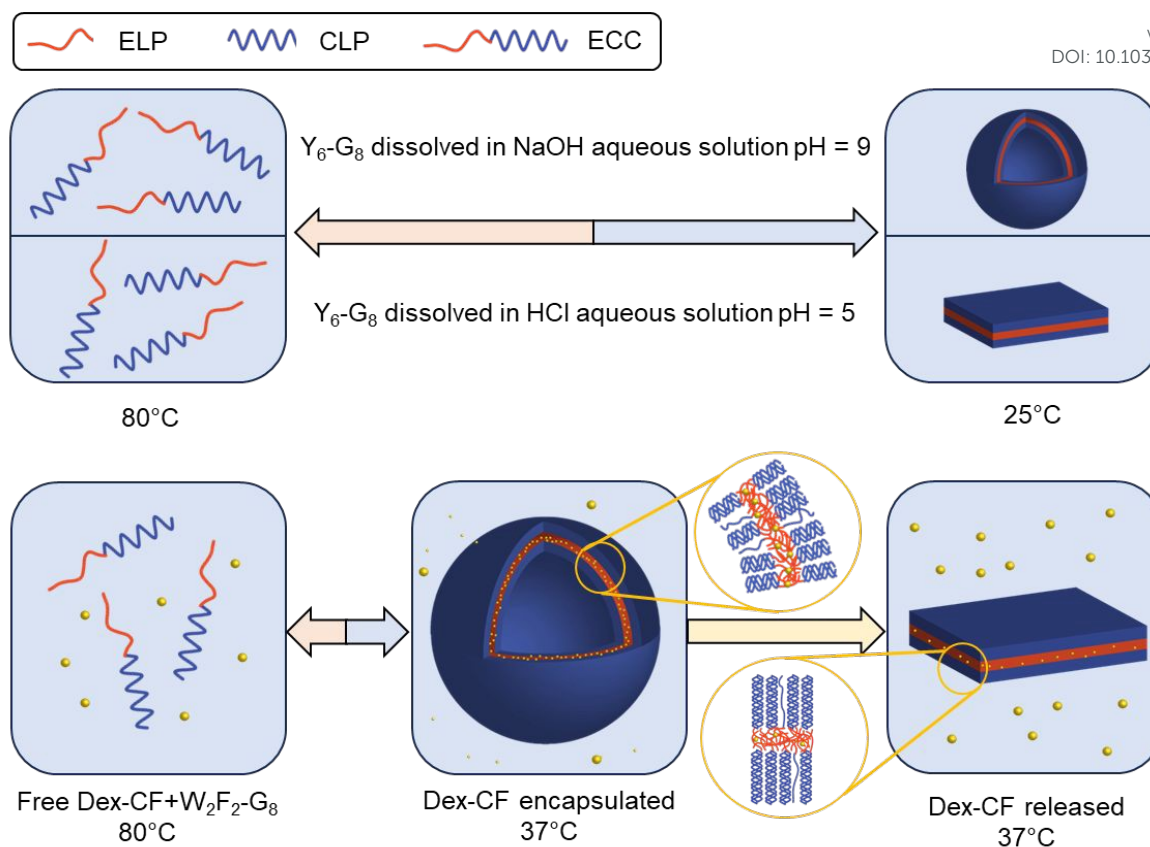 ELP CLP ECC
DOI: 10.103
Y₆-G₈ dissolved in NaOH aqueous solution pH = 9
Y₆-G₈ dissolved in HCl aqueous solution pH = 5
80°C
25°C
Free Dex-CF+W₂F₂-G₈
80°C
Dex-CF encapsulated
37°C
Dex-CF released
37°C